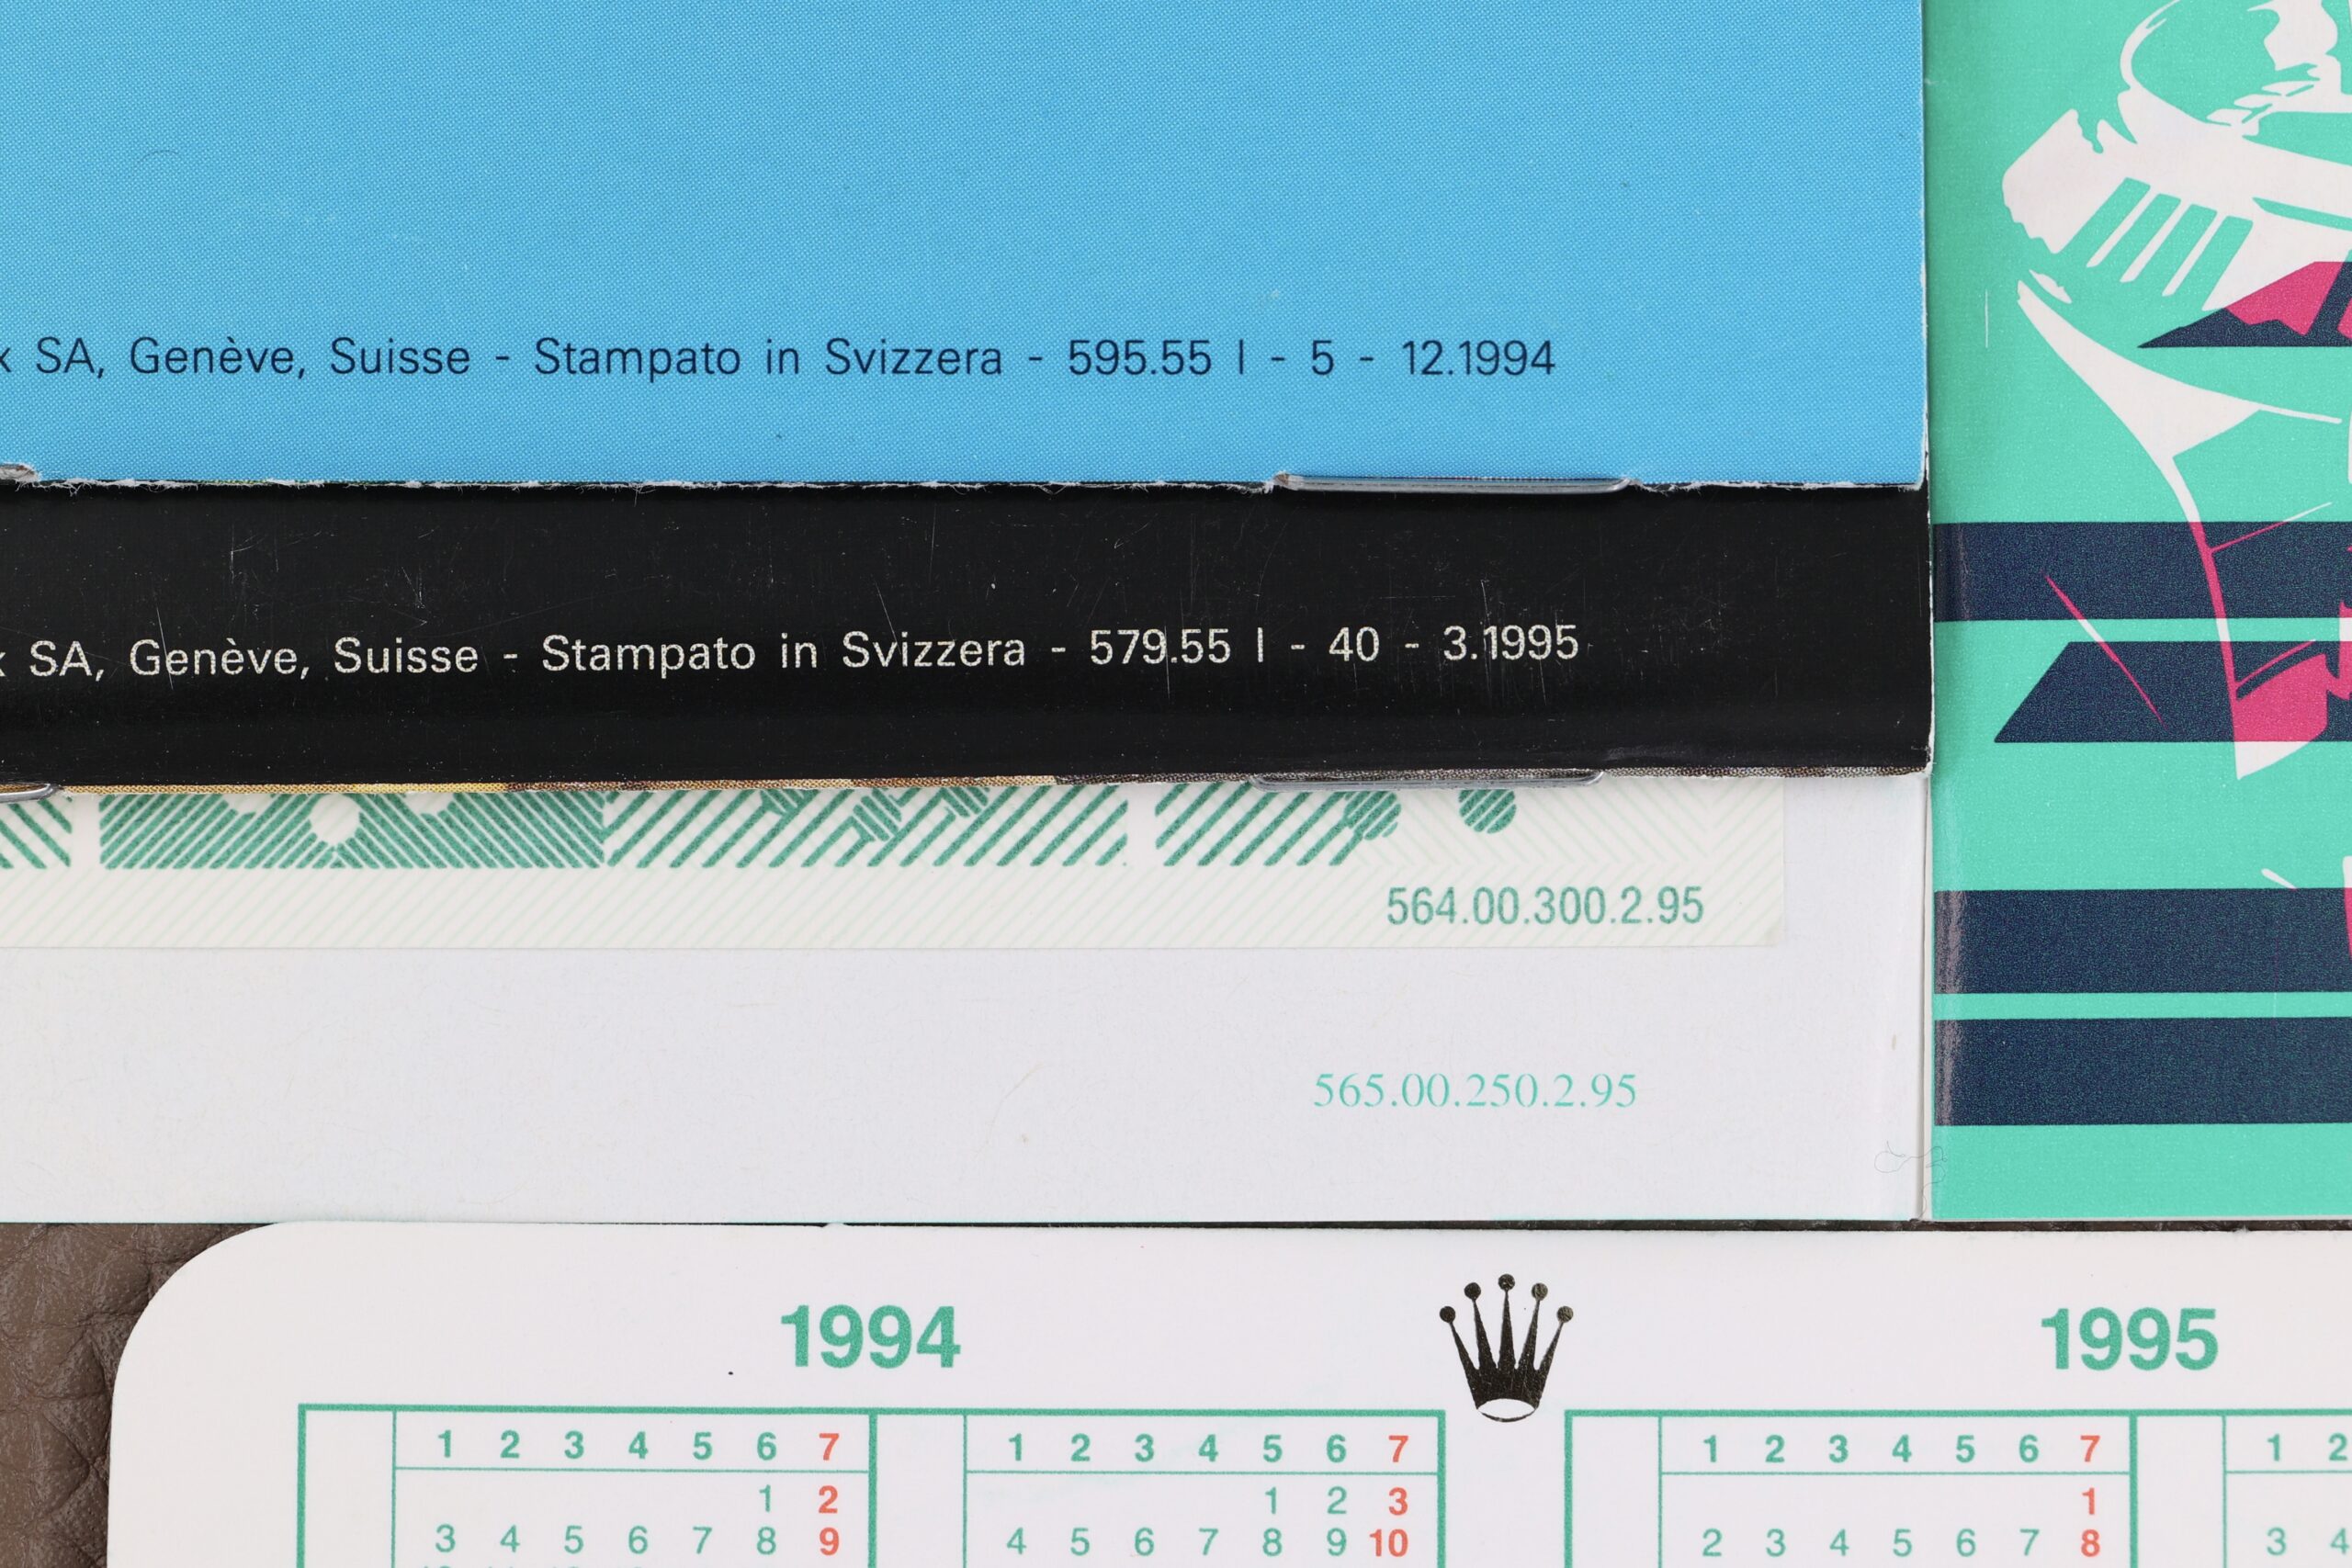 SA, Genève, Suisse - Stampato in Svizzera - 595.55 I - 5 - 12.1994
SA, Genève, Suisse - Stampato in Svizzera - 579.55 I - 40 - 3.1995
564.00.300.2.95
565.00.250.2.95
1994
1995
1 2 3 4 5 6 7 1 2 3 4 5 6 7 1 2 3 4 5 6 7 1 2
1 2 1 2 3 1
3 4 5 6 7 8 9 4 5 6 7 8 9 10 2 3 4 5 6 7 8 3 4